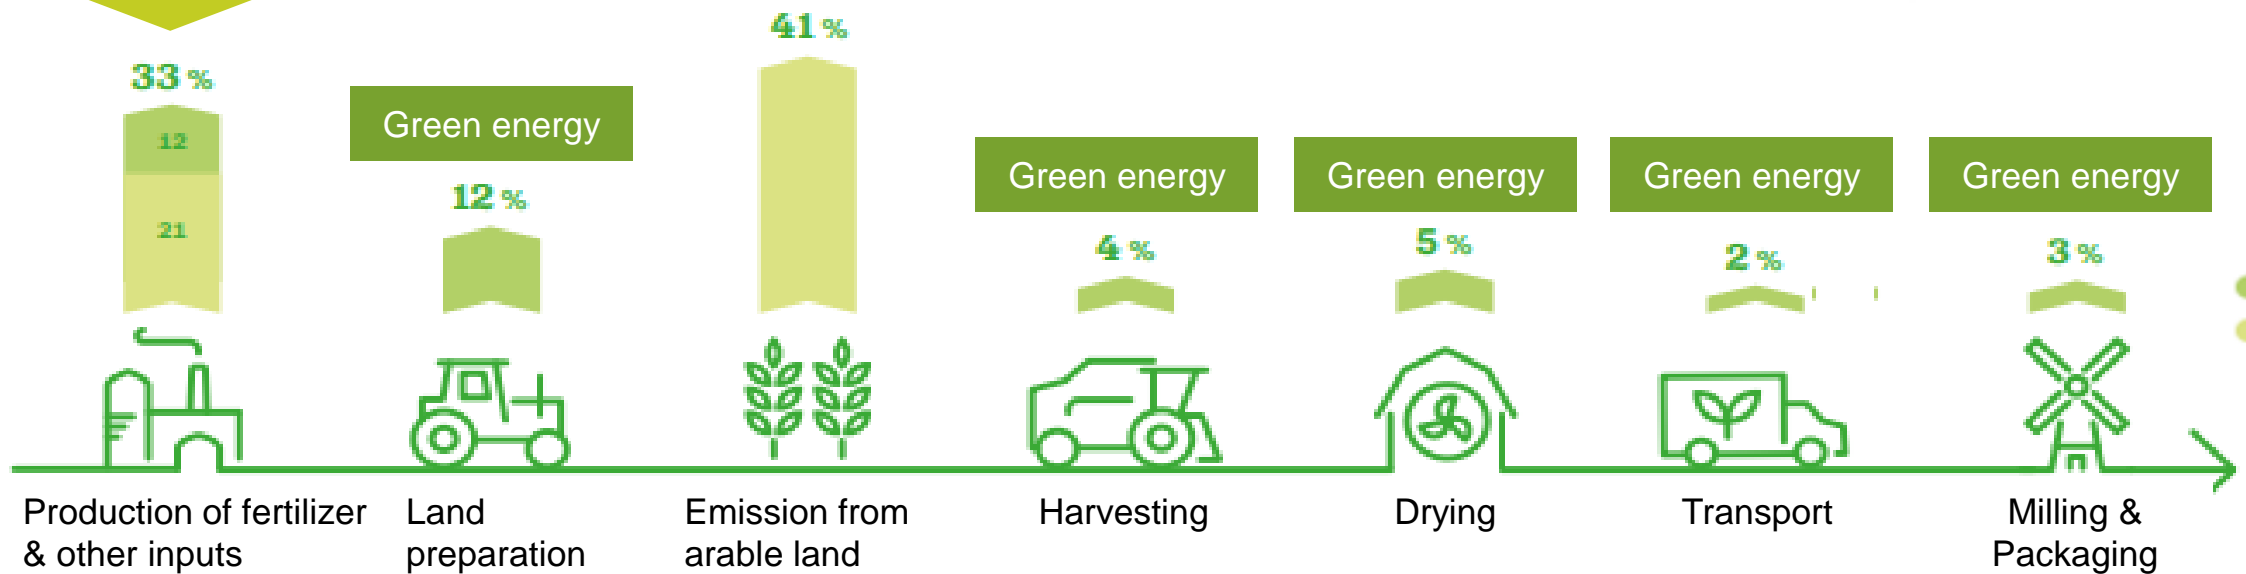 41 %
33 %
12
21
Green energy
12 %
Green energy
4 %
Green energy
5 %
Green energy
2 %
Green energy
3 %
Production of fertilizer
& other inputs
Land
preparation
Emission from
arable land
Harvesting
Drying
Transport
Milling &
Packaging